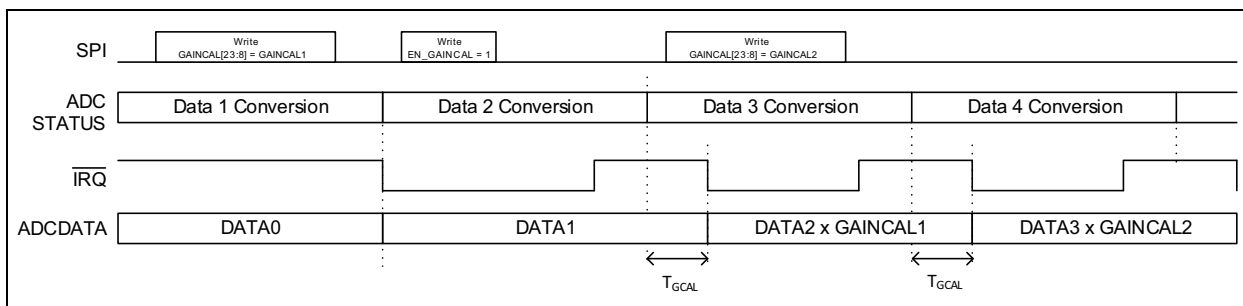 SPI
Write
GAINCAL[23:8] = GAINCAL1
Write
EN_GAINCAL = 1
Write
GAINCAL[23:8] = GAINCAL2
ADC
STATUS
Data 1 Conversion
Data 2 Conversion
Data 3 Conversion
Data 4 Conversion
IRQ
ADCDATA
DATA0
DATA1
DATA2 x GAINCAL1
DATA3 x GAINCAL2
TGCAL
TGCAL